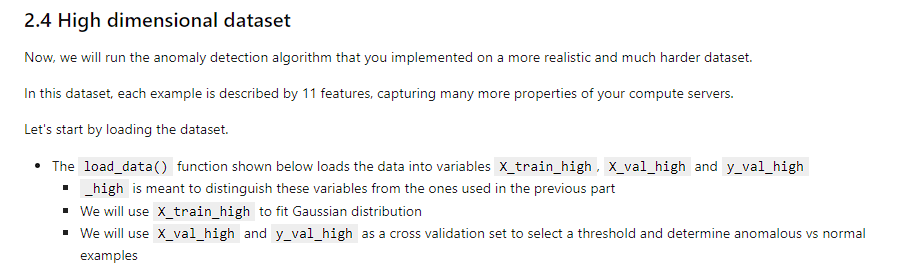 2.4 High dimensional dataset
Now, we will run the anomaly detection algorithm that you implemented on a more realistic and much harder dataset.
In this dataset, each example is described by 11 features, capturing many more properties of your compute servers.
Let's start by loading the dataset.
• The load_data() function shown below loads the data into variables X_train_high , X_val_high and y_val_high
▪ _high is meant to distinguish these variables from the ones used in the previous part
▪ We will use X_train_high to fit Gaussian distribution
▪ We will use X_val_high and y_val_high as a cross validation set to select a threshold and determine anomalous vs normal
examples